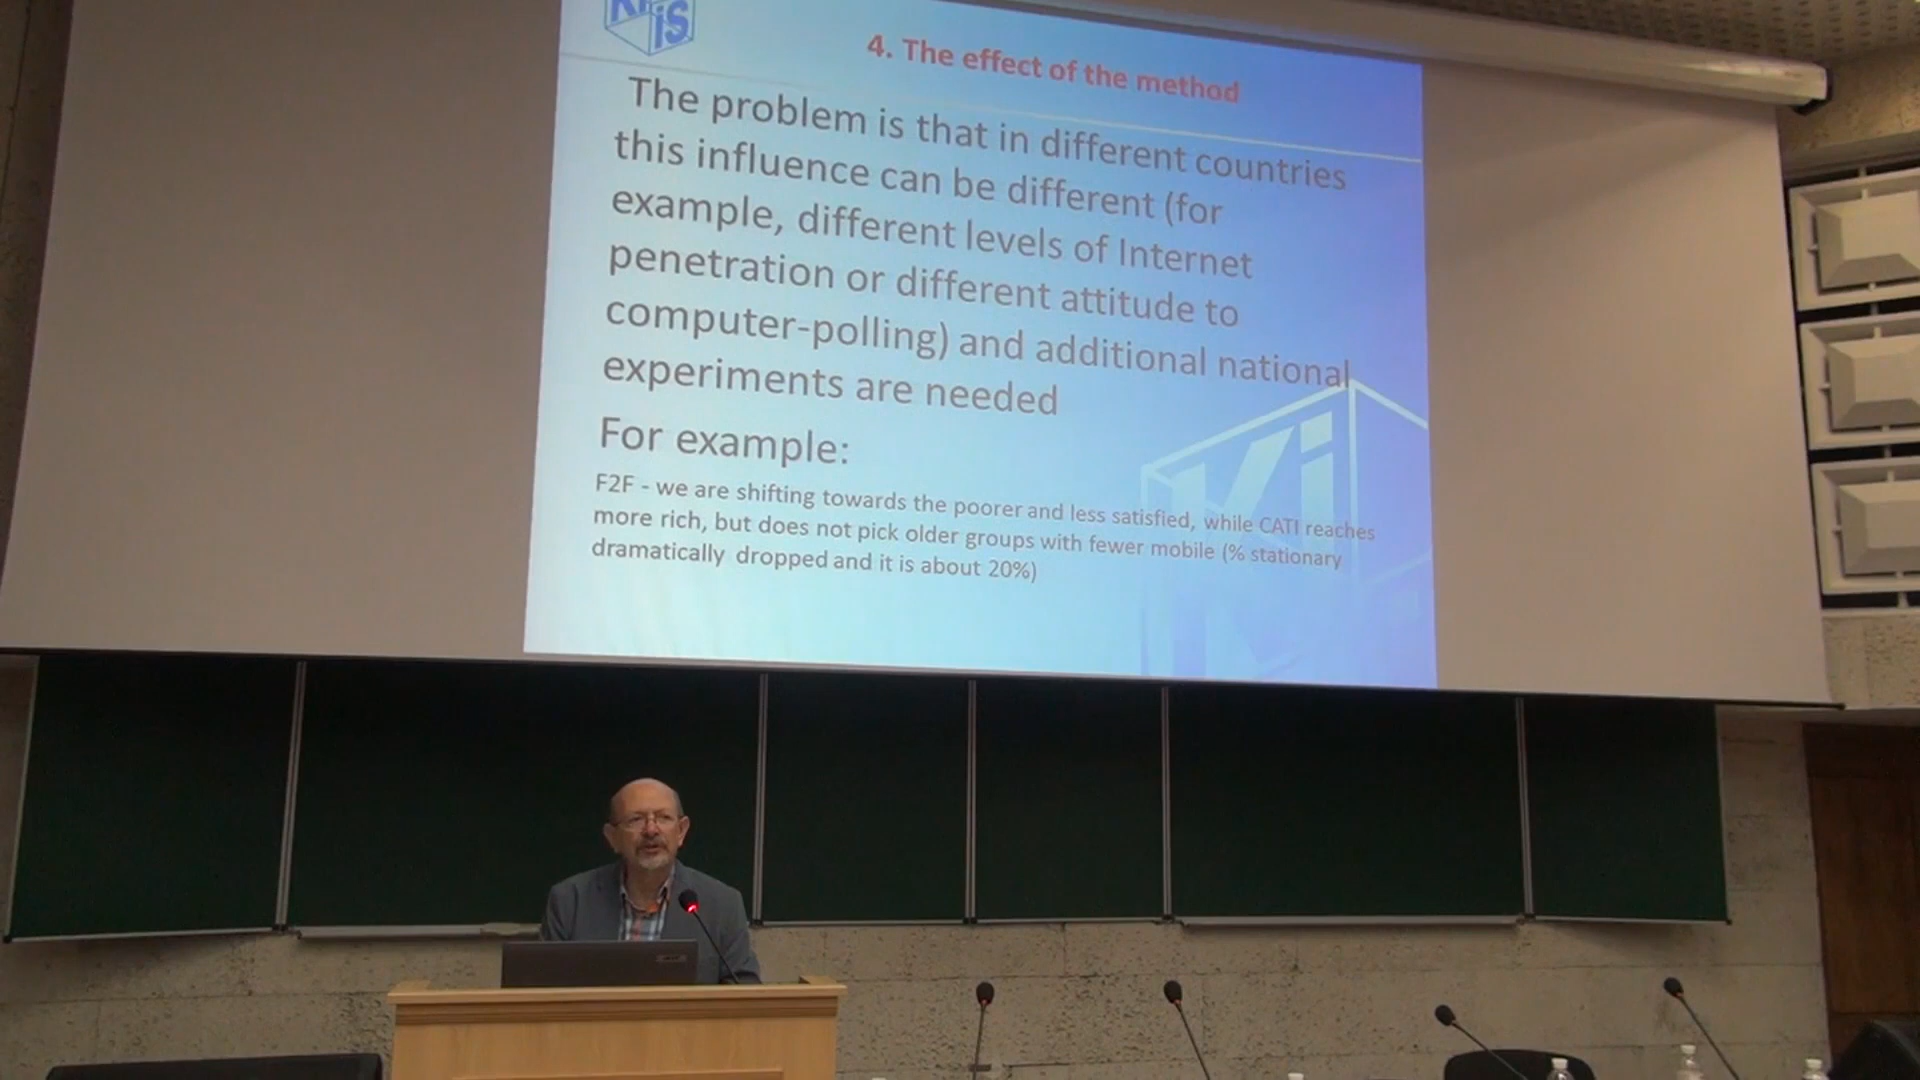 KiiS
4. The effect of the method
The problem is that in different countries
this influence can be different (for
example, different levels of Internet
penetration or different attitude to
computer-polling) and additional national
experiments are needed
For example:
F2F - we are shifting towards the poorer and less satisfied, while CATI reaches
more rich, but does not pick older groups with fewer mobile (% stationary
dramatically dropped and it is about 20%)
Ki